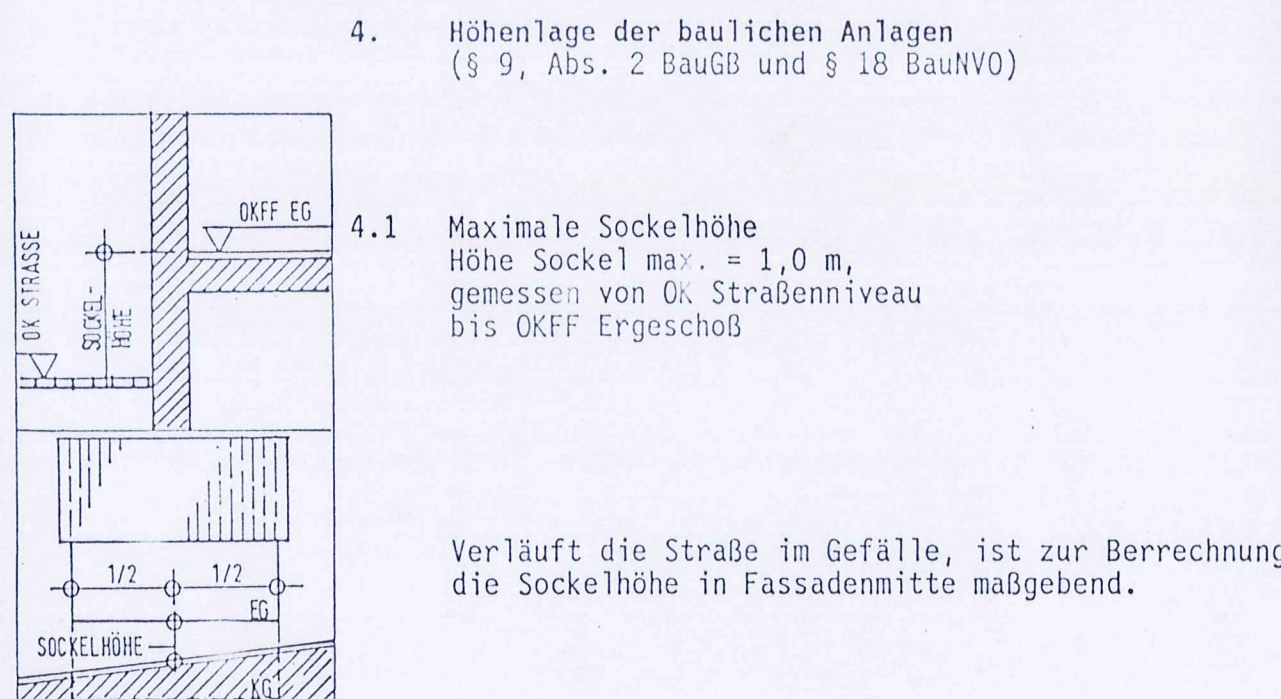 4. Höhenlage der baulichen Anlagen
(§ 9, Abs. 2 BauGB und § 18 BauNVO)
OKFF EG
OK STRASSE
SOCKEL-
HÖHE
4.1 Maximale Sockelhöhe
Höhe Sockel max. = 1,0 m,
gemessen von OK Straßenniveau
bis OKFF Ergeschoß
1/2 1/2
EG
SOCKELHÖHE
KG
Verläuft die Straße im Gefälle, ist zur Berrechnung
die Sockelhöhe in Fassadenmitte maßgebend.